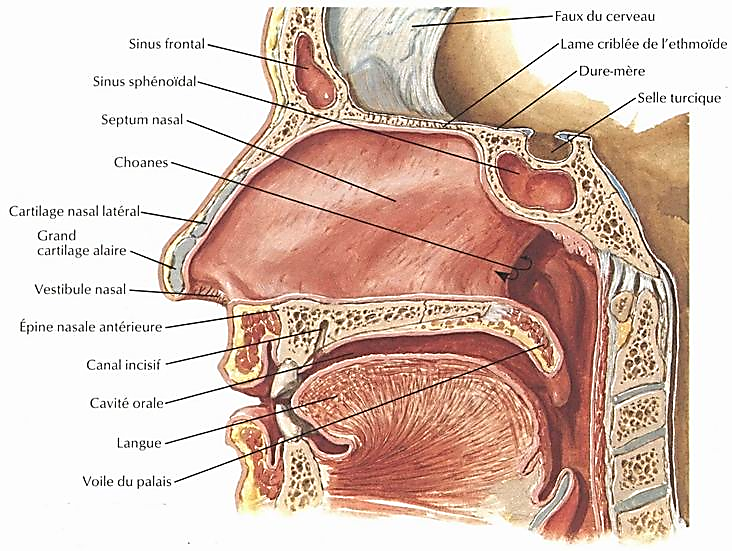 Faux du cerveau
Sinus frontal
Lame criblée de l'ethmoïde
Dure-mère
Sinus sphénoïdal
Selle turcique
Septum nasal
Choanes
Cartilage nasal latéral
Grand
cartilage alaire
Vestibule nasal
Épine nasale antérieure
Canal incisif
Cavité orale
Langue
Voile du palais